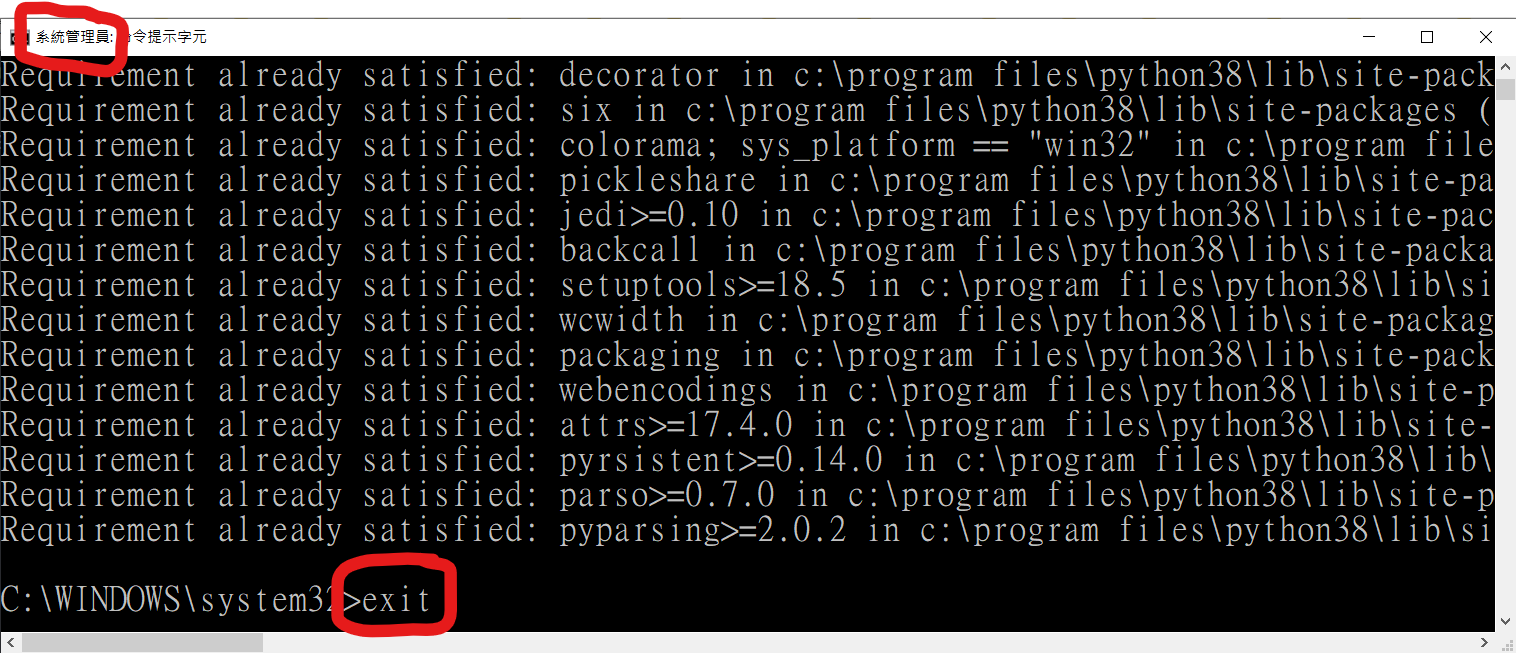 系統管理員: 命令提示字元
Requirement already satisfied: decorator in c:\program files\python38\lib\site-pack
Requirement already satisfied: six in c:\program files\python38\lib\site-packages (
Requirement already satisfied: colorama; sys_platform == "win32" in c:\program file
Requirement already satisfied: pickleshare in c:\program files\python38\lib\site-pa
Requirement already satisfied: jedi>=0.10 in c:\program files\python38\lib\site-pac
Requirement already satisfied: backcall in c:\program files\python38\lib\site-packa
Requirement already satisfied: setuptools>=18.5 in c:\program files\python38\lib\si
Requirement already satisfied: wcwidth in c:\program files\python38\lib\site-packag
Requirement already satisfied: packaging in c:\program files\python38\lib\site-pack
Requirement already satisfied: webencodings in c:\program files\python38\lib\site-p
Requirement already satisfied: attrs>=17.4.0 in c:\program files\python38\lib\site-
Requirement already satisfied: pyrsistent>=0.14.0 in c:\program files\python38\lib\
Requirement already satisfied: parso>=0.7.0 in c:\program files\python38\lib\site-p
Requirement already satisfied: pyparsing>=2.0.2 in c:\program files\python38\lib\si
C:\WINDOWS\system32>exit